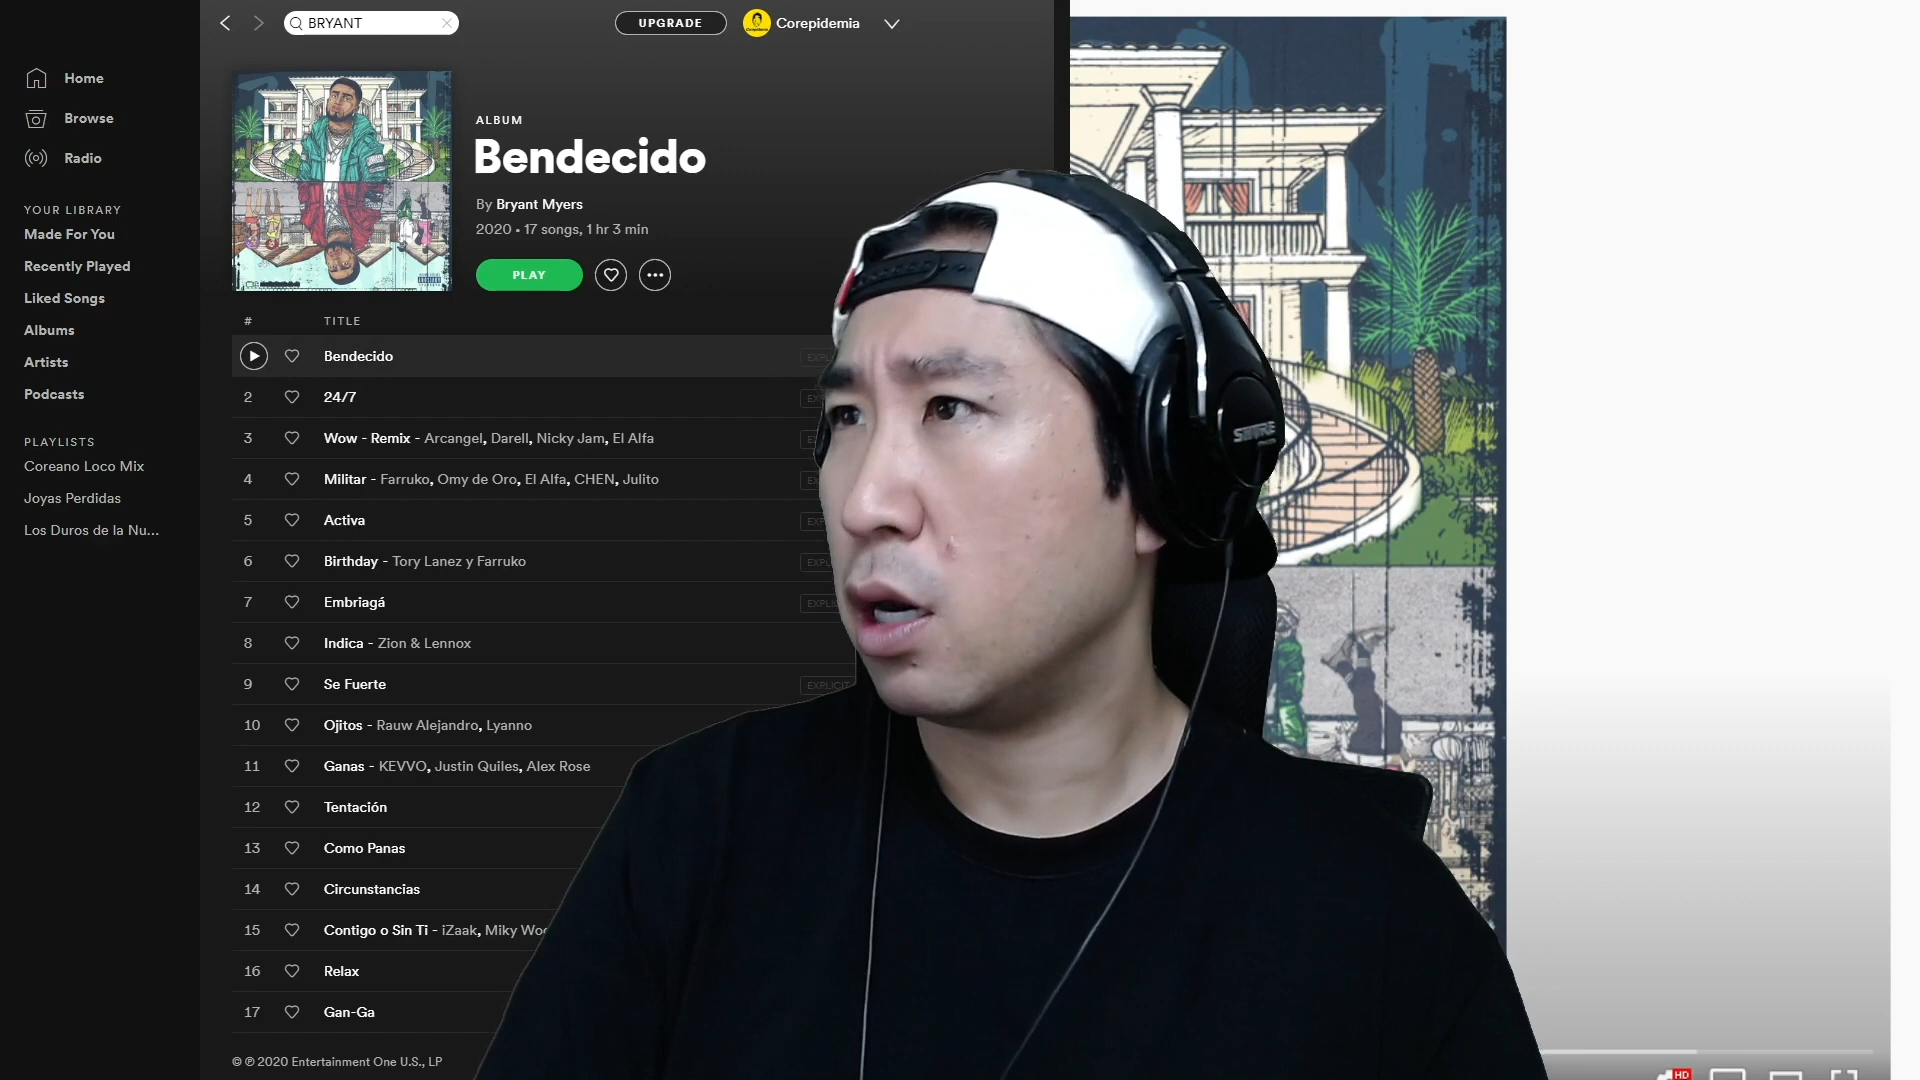 BRYANT
UPGRADE
Corepidemia
Home
Browse
Radio
YOUR LIBRARY
Made For You
Recently Played
Liked Songs
Albums
Artists
Podcasts
PLAYLISTS
Coreano Loco Mix
Joyas Perdidas
Los Duros de la Nu...
ALBUM
Bendecido
By Bryant Myers
2020 • 17 songs, 1 hr 3 min
PLAY
# TITLE
Bendecido
2 24/7
3 Wow - Remix - Arcangel, Darell, Nicky Jam, El Alfa
4 Militar - Farruko, Omy de Oro, El Alfa, CHEN, Julito
5 Activa
6 Birthday - Tory Lanez y Farruko
7 Embriagá
8 Indica - Zion & Lennox
9 Se Fuerte EXPLICIT
10 Ojitos - Rauw Alejandro, Lyanno
11 Ganas - KEVVO, Justin Quiles, Alex Rose
12 Tentación
13 Como Panas
14 Circunstancias
15 Contigo o Sin Ti - iZaak, Miky
16 Relax
17 Gan-Ga
© ℗ 2020 Entertainment One U.S., LP
SHURE
HD